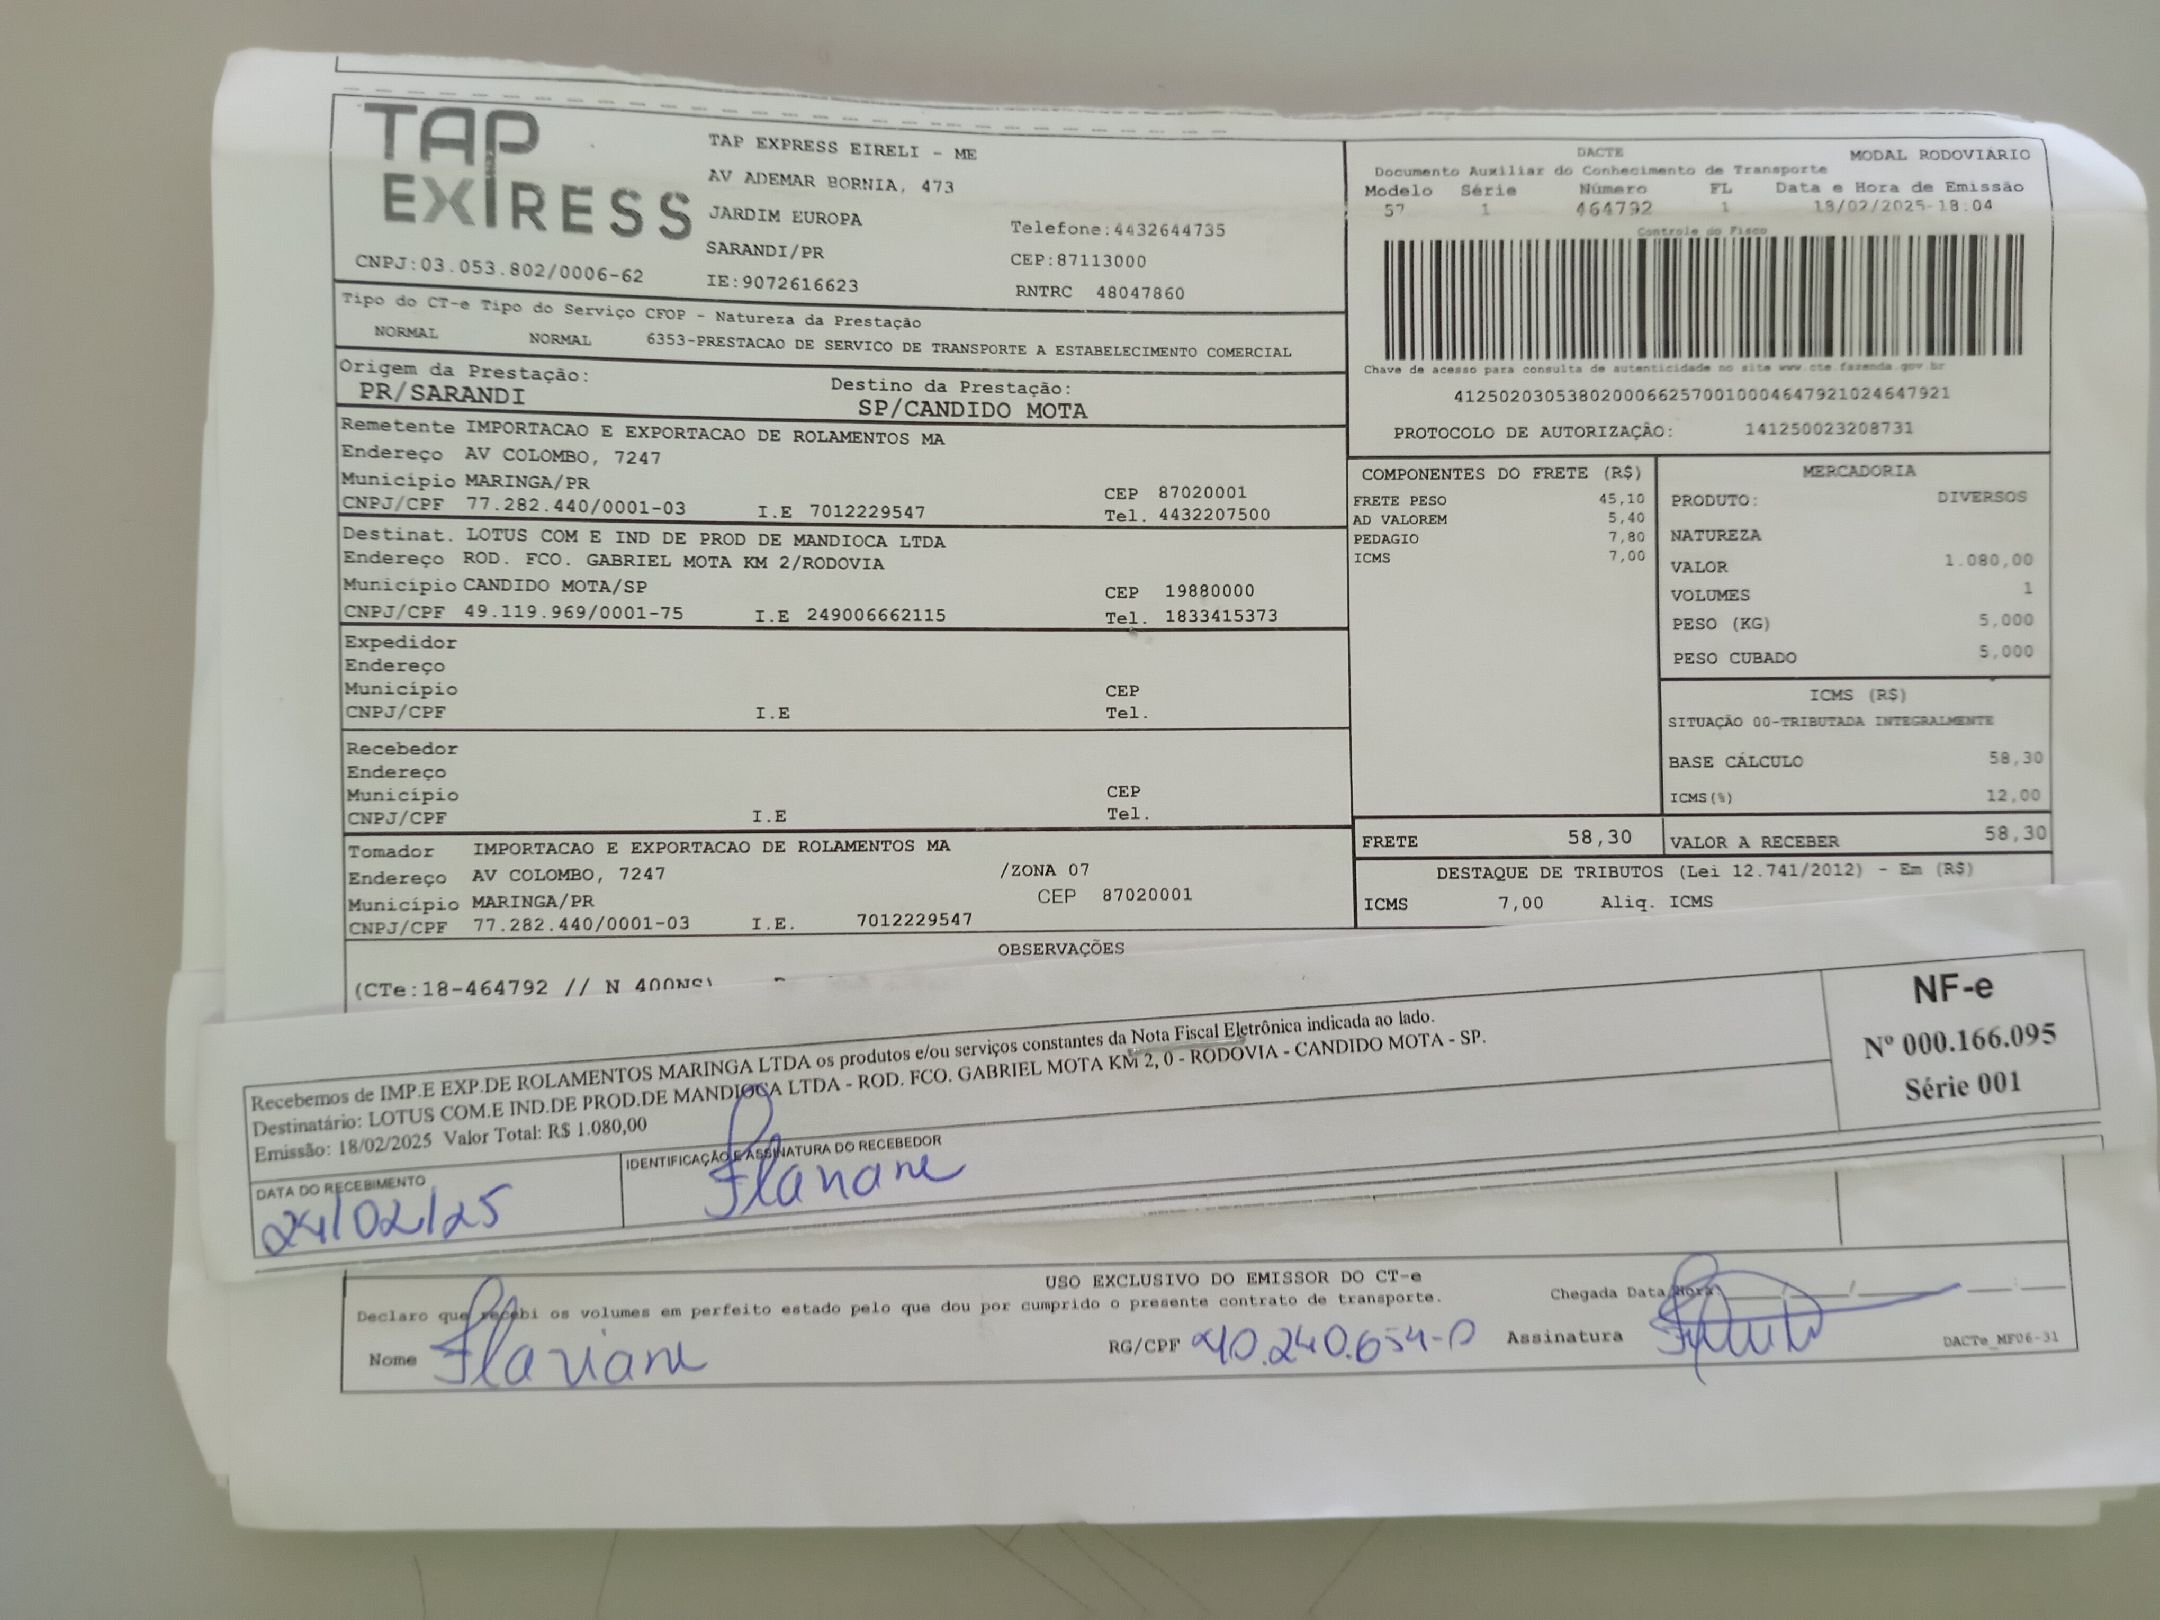 TAP
EXPRESS
CNPJ:03.053.802/0006-62
TAP EXPRESS EIRELI - ME
AV ADEMAR BORNIA, 473
JARDIM EUROPA
SARANDI/PR
IE:9072616623
Telefone:4432644735
CEP:87113000
RNTRC 48047860
DACTE MODAL RODOVIARIO
Documento Auxiliar do Conhecimento de Transporte
Modelo Série Número FL Data e Hora de Emissão
57 1 464792 1 18/02/2025-18:04
Controle do Fisco
Chave de acesso para consulta de autenticidade no site www.cte.fazenda.gov.br
41250203053802000662570010004647921024647921
PROTOCOLO DE AUTORIZAÇÃO: 141250023208731
Tipo do CT-e Tipo do Serviço CFOP - Natureza da Prestação
NORMAL NORMAL 6353-PRESTACAO DE SERVICO DE TRANSPORTE A ESTABELECIMENTO COMERCIAL
Origem da Prestação: Destino da Prestação:
PR/SARANDI SP/CANDIDO MOTA
Remetente IMPORTACAO E EXPORTACAO DE ROLAMENTOS MA
Endereço AV COLOMBO, 7247
Município MARINGA/PR CEP 87020001
CNPJ/CPF 77.282.440/0001-03 I.E 7012229547 Tel. 4432207500
Destinat. LOTUS COM E IND DE PROD DE MANDIOCA LTDA
Endereço ROD. FCO. GABRIEL MOTA KM 2/RODOVIA
Município CANDIDO MOTA/SP CEP 19880000
CNPJ/CPF 49.119.969/0001-75 I.E 249006662115 Tel. 1833415373
Expedidor
Endereço
Município CEP
CNPJ/CPF I.E Tel.
Recebedor
Endereço
Município CEP
CNPJ/CPF I.E Tel.
Tomador IMPORTACAO E EXPORTACAO DE ROLAMENTOS MA
Endereço AV COLOMBO, 7247 /ZONA 07
Município MARINGA/PR CEP 87020001
CNPJ/CPF 77.282.440/0001-03 I.E. 7012229547
COMPONENTES DO FRETE (R$)
FRETE PESO 45,10
AD VALOREM 5,40
PEDAGIO 7,80
ICMS 7,00
MERCADORIA
PRODUTO: DIVERSOS
NATUREZA
VALOR 1.080,00
VOLUMES 1
PESO (KG) 5,000
PESO CUBADO 5,000
ICMS (R$)
SITUAÇÃO 00-TRIBUTADA INTEGRALMENTE
BASE CÁLCULO 58,30
ICMS(%) 12,00
FRETE 58,30 VALOR A RECEBER 58,30
DESTAQUE DE TRIBUTOS (Lei 12.741/2012) - Em (R$)
ICMS 7,00 Aliq. ICMS
OBSERVAÇÕES
(CTe:18-464792 // N 400NS)
Recebemos de IMP.E EXP.DE ROLAMENTOS MARINGA LTDA os produtos e/ou serviços constantes da Nota Fiscal Eletrônica indicada ao lado.
Destinatário: LOTUS COM.E IND.DE PROD.DE MANDIOCA LTDA - ROD. FCO. GABRIEL MOTA KM 2, 0 - RODOVIA - CANDIDO MOTA - SP.
Emissão: 18/02/2025 Valor Total: R$ 1.080,00
NF-e
Nº 000.166.095
Série 001
DATA DO RECEBIMENTO
24/02/25
IDENTIFICAÇÃO E ASSINATURA DO RECEBEDOR
Flaviane
USO EXCLUSIVO DO EMISSOR DO CT-e
Declaro que recebi os volumes em perfeito estado pelo que dou por cumprido o presente contrato de transporte.
Chegada Data/Hora:
Nome Flaviane
RG/CPF 40.240.654-0
Assinatura
DACTe_MF06-31